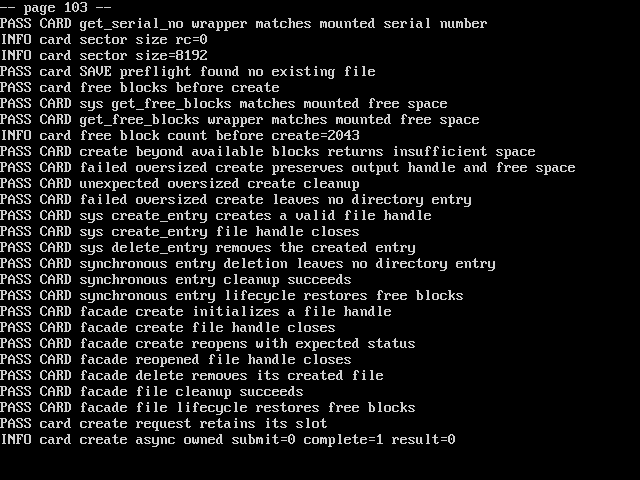 -- page 103 --
PASS CARD get_serial_no wrapper matches mounted serial number
INFO card sector size rc=0
INFO card sector size=8192
PASS card SAVE preflight found no existing file
PASS card free blocks before create
PASS CARD sys get_free_blocks matches mounted free space
PASS CARD get_free_blocks wrapper matches mounted free space
INFO card free block count before create=2043
PASS CARD create beyond available blocks returns insufficient space
PASS CARD failed oversized create preserves output handle and free space
PASS CARD unexpected oversized create cleanup
PASS CARD failed oversized create leaves no directory entry
PASS CARD sys create_entry creates a valid file handle
PASS CARD sys create_entry file handle closes
PASS CARD sys delete_entry removes the created entry
PASS CARD synchronous entry deletion leaves no directory entry
PASS CARD synchronous entry cleanup succeeds
PASS CARD synchronous entry lifecycle restores free blocks
PASS CARD facade create initializes a file handle
PASS CARD facade create file handle closes
PASS CARD facade create reopens with expected status
PASS CARD facade reopened file handle closes
PASS CARD facade delete removes its created file
PASS CARD facade file cleanup succeeds
PASS CARD facade file lifecycle restores free blocks
PASS card create request retains its slot
INFO card create async owned submit=0 complete=1 result=0